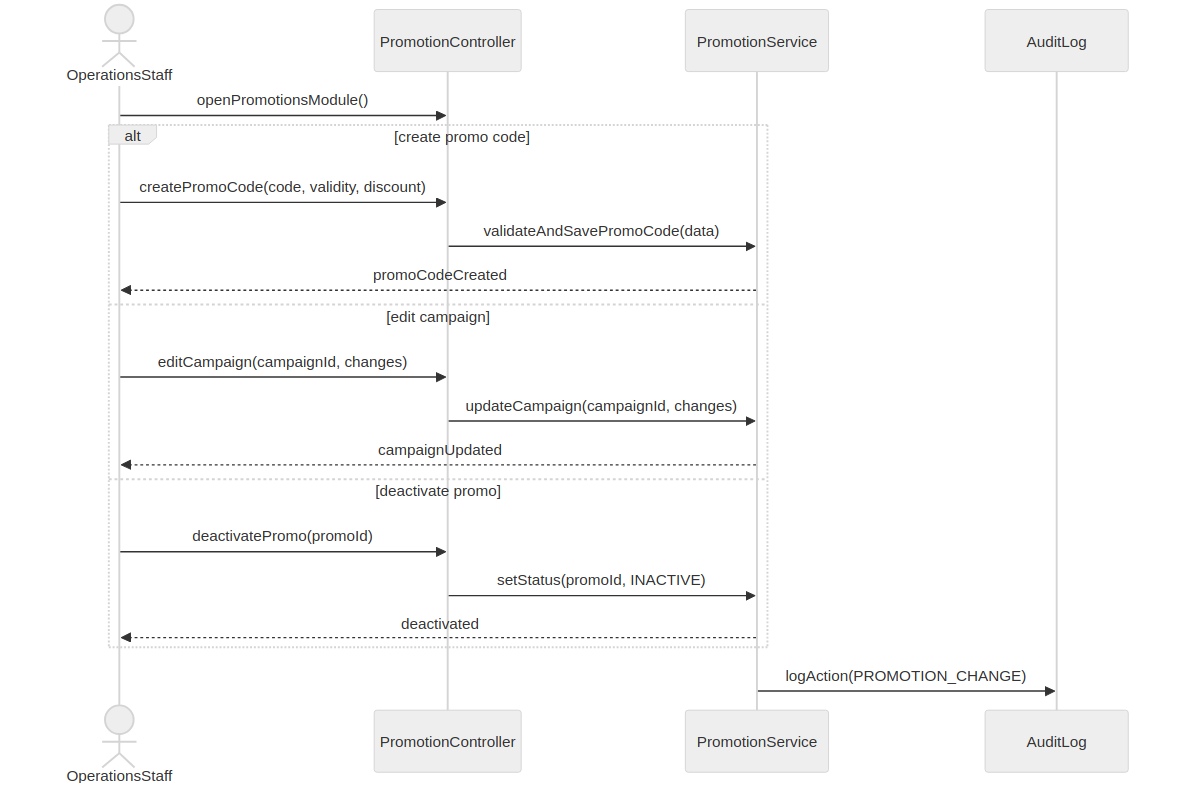 OperationsStaff
PromotionController
PromotionService
AuditLog
openPromotionsModule()
alt
[create promo code]
createPromoCode(code, validity, discount)
validateAndSavePromoCode(data)
promoCodeCreated
[edit campaign]
editCampaign(campaignId, changes)
updateCampaign(campaignId, changes)
campaignUpdated
[deactivate promo]
deactivatePromo(promoId)
setStatus(promoId, INACTIVE)
deactivated
logAction(PROMOTION_CHANGE)
OperationsStaff
PromotionController
PromotionService
AuditLog